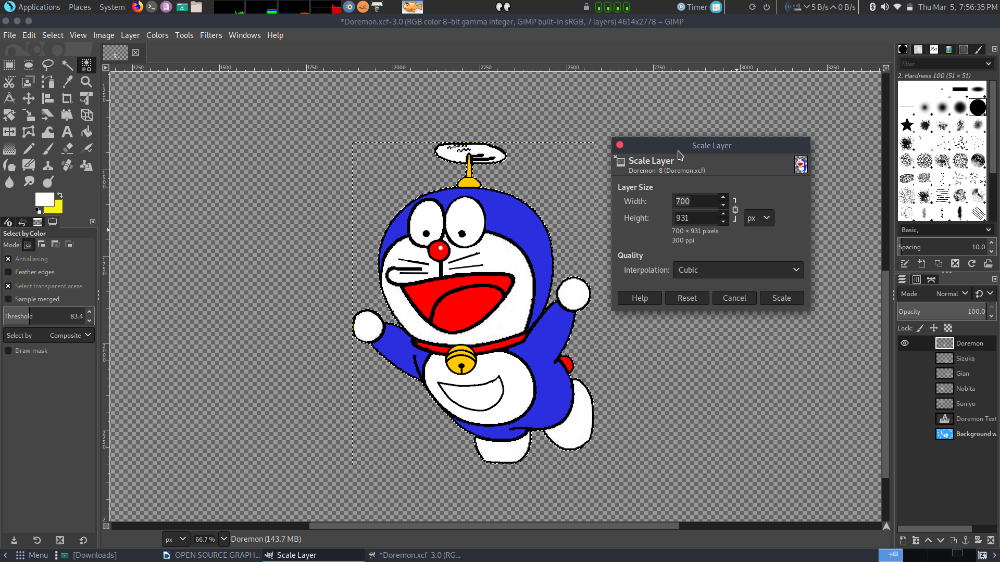 Applications Places System Timer 5 B/s 0 B/s Thu Mar 5, 7:56:35 PM
*Doremon.xcf-3.0 (RGB color 8-bit gamma integer, GIMP built-in sRGB, 7 layers) 4614x2778 – GIMP
File Edit Select View Image Layer Colors Tools Filters Windows Help
1250 1500 1750 2000 2250 2500 2750 3000 3250
filter
2. Hardness 100 (51 × 51)
Basic,
Spacing 10.0
Mode Normal
Opacity 100.0
Lock:
Doremon
Sizuka
Gian
Nobita
Suniyo
Doremon Text
Background w
Scale Layer
Scale Layer
Doremon-8 (Doremon.xcf)
Layer Size
Width: 700
Height: 931 px
700 × 931 pixels
300 ppi
Quality
Interpolation: Cubic
Help Reset Cancel Scale
Select by Color
Mode:
Antialiasing
Feather edges
Select transparent areas
Sample merged
Threshold 83.4
Select by Composite
Draw mask
1250
1500
1750
2000
2250
2
px 66.7 % Doremon (143.7 MB)
Menu [Downloads] OPEN SOURCE GRAPH... Scale Layer *Doremon.xcf-3.0 (RG...